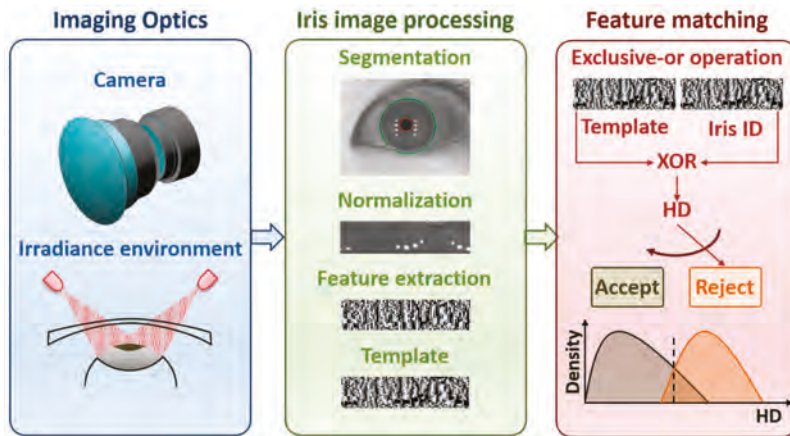 Imaging Optics
Camera
Irradiance environment
Iris image processing
Segmentation
Normalization
Feature extraction
Template
Feature matching
Exclusive-or operation
Template
Iris ID
XOR
HD
Accept
Reject
Density
HD